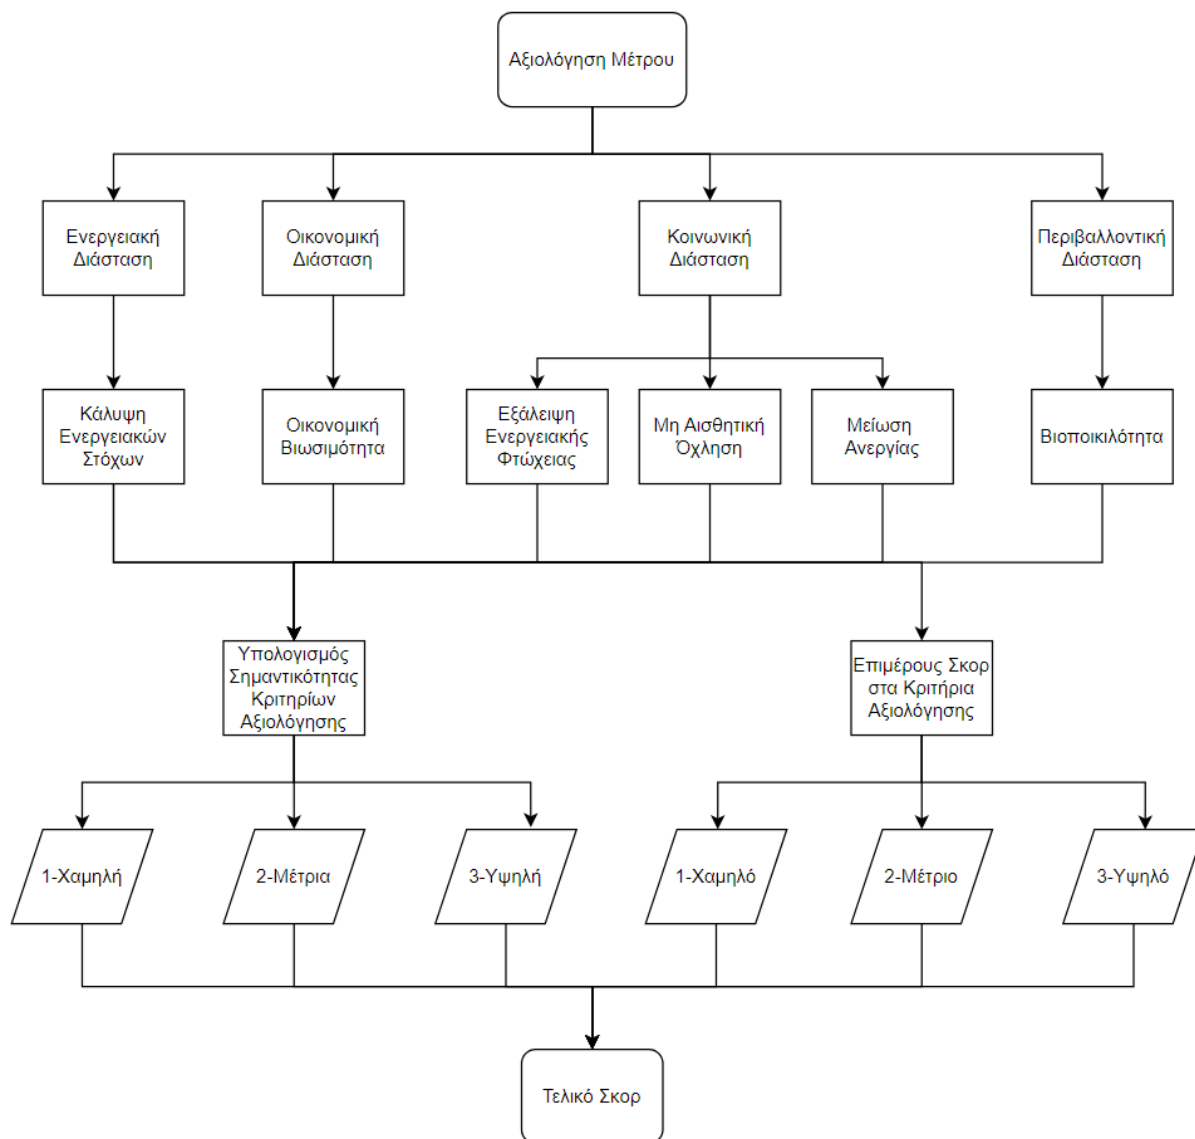 Αξιολόγηση Μέτρου
Ενεργειακή
Διάσταση
Οικονομική
Διάσταση
Κοινωνική
Διάσταση
Περιβαλλοντική
Διάσταση
Κάλυψη
Ενεργειακών
Στόχων
Οικονομική
Βιωσιμότητα
Εξάλειψη
Ενεργειακής
Φτώχειας
Μη Αισθητική
Όχληση
Μείωση
Ανεργίας
Βιοποικιλότητα
Υπολογισμός
Σημαντικότητας
Κριτηρίων
Αξιολόγησης
Επιμέρους Σκορ
στα Κριτήρια
Αξιολόγησης
1-Χαμηλή
2-Μέτρια
3-Υψηλή
1-Χαμηλό
2-Μέτριο
3-Υψηλό
Τελικό Σκορ